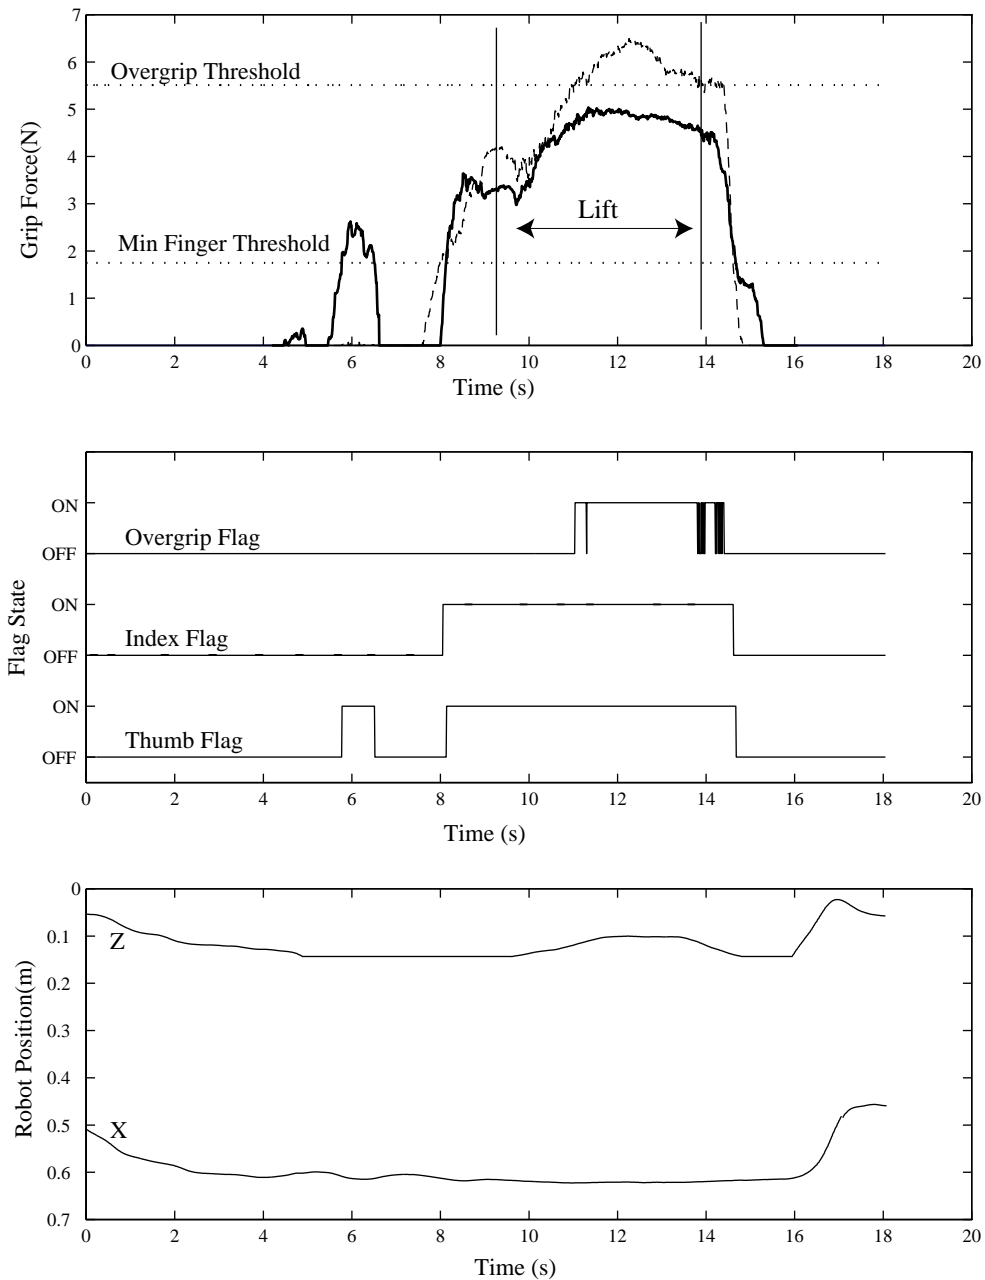 7
6
5
4
3
2
1
0
Grip Force(N)
Overgrip Threshold
Lift
Min Finger Threshold
0 2 4 6 8 10 12 14 16 18 20
Time (s)
Flag State
ON
OFF
Overgrip Flag
ON
OFF
Index Flag
ON
OFF
Thumb Flag
0 2 4 6 8 10 12 14 16 18 20
Time (s)
0
0.1
0.2
0.3
0.4
0.5
0.6
0.7
Robot Position(m)
Z
X
0 2 4 6 8 10 12 14 16 18 20
Time (s)